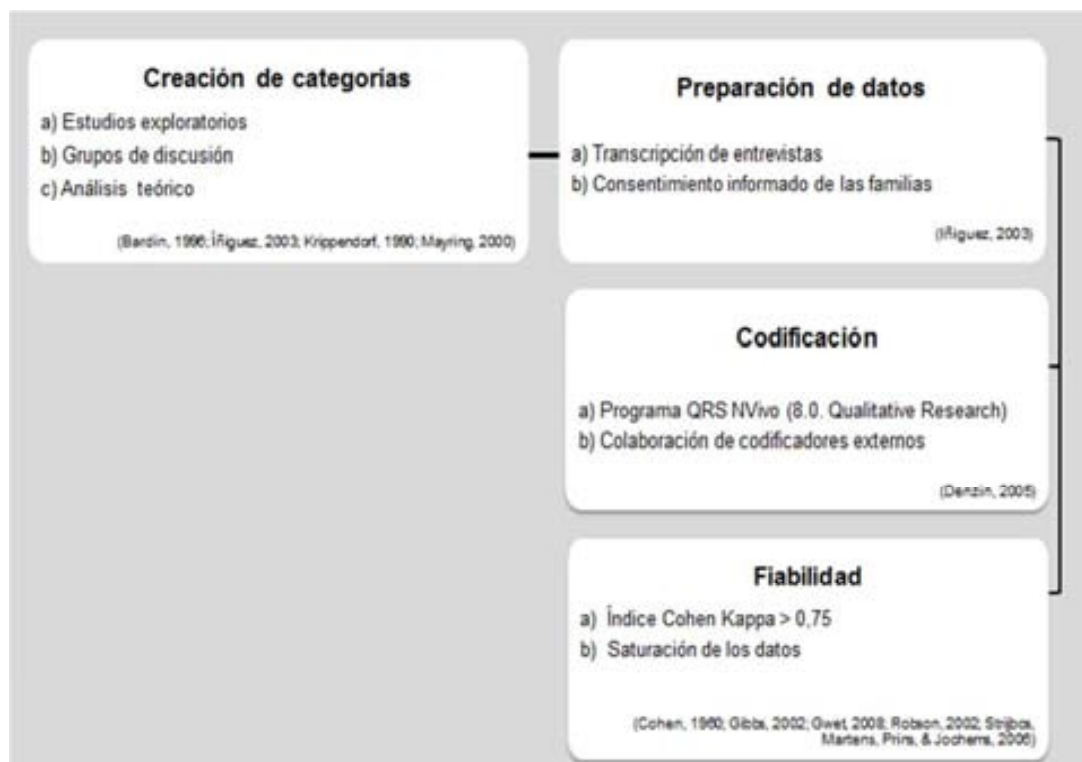 Creación de categorías
a) Estudios exploratorios
b) Grupos de discusión
c) Análisis teórico
(Bardin, 1996; Íñiguez, 2003; Krippendorf, 1990; Mayring, 2000)
Preparación de datos
a) Transcripción de entrevistas
b) Consentimiento informado de las familias
(Iñiguez, 2003)
Codificación
a) Programa QRS NVivo (8.0. Qualitative Research)
b) Colaboración de codificadores externos
(Denzin, 2005)
Fiabilidad
a) Índice Cohen Kappa > 0,75
b) Saturación de los datos
(Cohen, 1960; Gibbs, 2002; Gwet, 2008; Robson, 2002; Strijbos,
Martens, Prins, & Jochems, 2006)